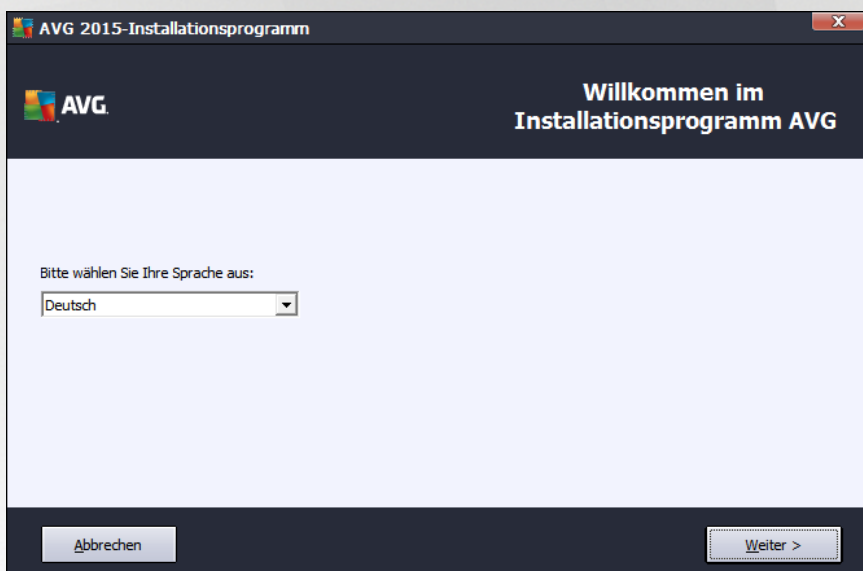 AVG 2015-Installationsprogramm
AVG.
Willkommen im
Installationsprogramm AVG
Bitte wählen Sie Ihre Sprache aus:
Deutsch
Abbrechen
Weiter >